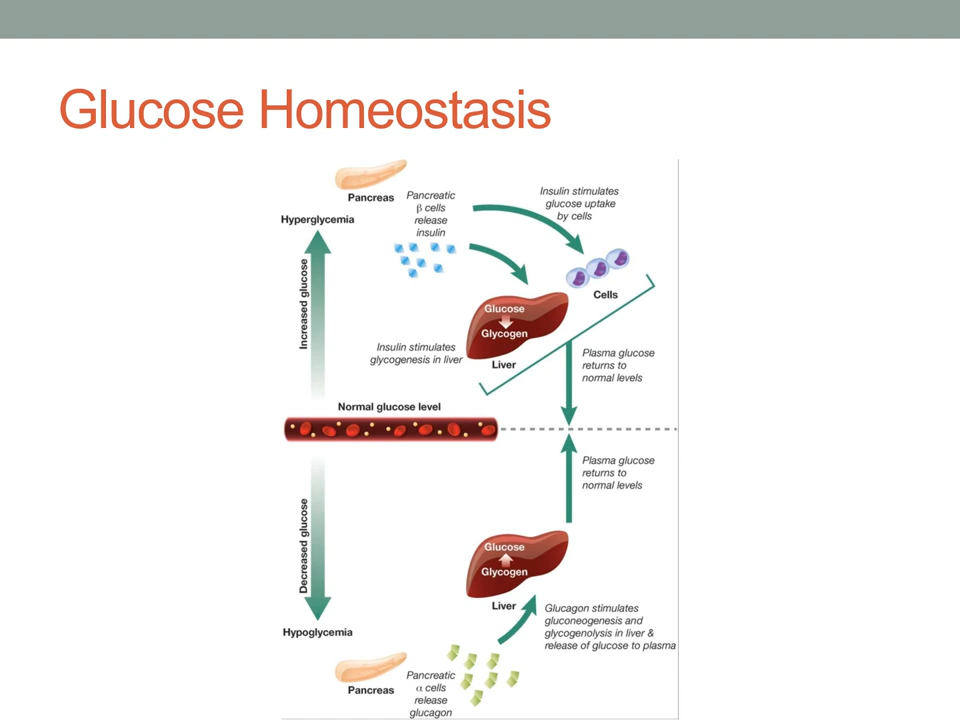 Glucose Homeostasis
Pancreas
Pancreatic
β cells
release
insulin
Insulin stimulates
glucose uptake
by cells
Hyperglycemia
Increased glucose
Cells
Glucose
Glycogen
Insulin stimulates
glycogenesis in liver
Liver
Plasma glucose
returns to
normal levels
Normal glucose level
Plasma glucose
returns to
normal levels
Decreased glucose
Glucose
Glycogen
Liver
Glucagon stimulates
gluconeogenesis and
glycogenolysis in liver &
release of glucose to plasma
Hypoglycemia
Pancreas
Pancreatic
α cells
release
glucagon